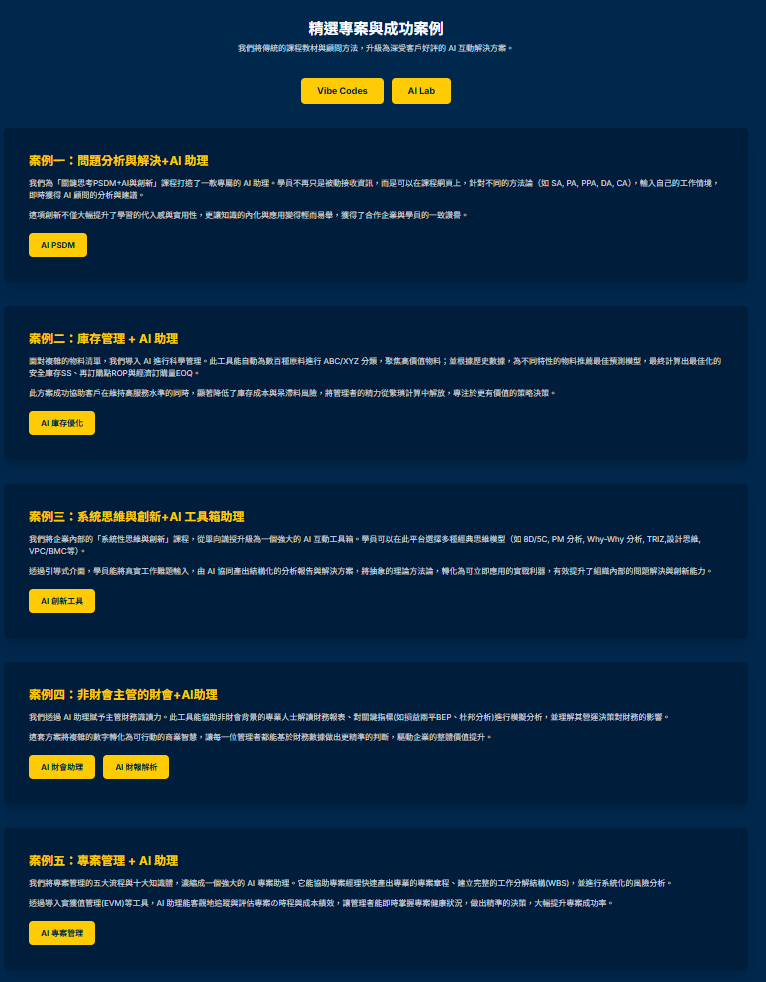 精選專案與成功案例
我們將傳統的課程教材與顧問方法，升級為深受客戶好評的 AI 互動解決方案。
Vibe Codes
AI Lab
案例一：問題分析與解決+AI 助理
我們為「關鍵思考PSDM+AI與創新」課程打造了一款專屬的 AI 助理。學員不再只是被動接收資訊，而是可以在課程網頁上，針對不同的方法論（如 SA, PA, PPA, DA, CA），輸入自己的工作情境，
即時獲得 AI 顧問的分析與建議。
這項創新不僅大幅提升了學習的代入感與實用性，更讓知識的內化與應用變得輕而易舉，獲得了合作企業與學員的一致讚譽。
AI PSDM
案例二：庫存管理 + AI 助理
面對複雜的物料清單，我們導入 AI 進行科學管理。此工具能自動為數百種原料進行 ABC/XYZ 分類，聚焦高價值物料；並根據歷史數據，為不同特性的物料推薦最佳預測模型，最終計算出最佳化的
安全庫存SS、再訂購點ROP與經濟訂購量EOQ。
此方案成功協助客戶在維持高服務水準的同時，顯著降低了庫存成本與呆滯料風險，將管理者的精力從繁瑣計算中解放，專注於更有價值的策略決策。
AI 庫存優化
案例三：系統思維與創新+AI 工具箱助理
我們將企業內部的「系統性思維與創新」課程，從單向講授升級為一個強大的 AI 互動工具箱。學員可以在此平台選擇多種經典思維模型（如 8D/5C, PM 分析, Why-Why 分析, TRIZ,設計思維,
VPC/BMC等）。
透過引導式介面，學員能將真實工作難題輸入，由 AI 協同產出結構化的分析報告與解決方案，將抽象的理論方法論，轉化為可立即應用的實戰利器，有效提升了組織內部的問題解決與創新能力。
AI 創新工具
案例四：非財會主管的財會+AI助理
我們透過 AI 助理賦予主管財務識讀力。此工具能協助非財會背景的專業人士解讀財務報表、對關鍵指標(如損益兩平BEP、杜邦分析)進行模擬分析，並理解其營運決策對財務的影響。
這套方案將複雜的數字轉化為可行動的商業智慧，讓每一位管理者都能基於財務數據做出更精準的判斷，驅動企業的整體價值提升。
AI 財會助理
AI 財報解析
案例五：專案管理 + AI 助理
我們將專案管理的五大流程與十大知識體，濃縮成一個強大的 AI 專案助理。它能協助專案經理快速產出專業的專案章程、建立完整的工作分解結構(WBS)，並進行系統化的風險分析。
透過導入實獲值管理(EVM)等工具，AI 助理能客觀地追蹤與評估專案の時程與成本績效，讓管理者能即時掌握專案健康狀況，做出精準的決策，大幅提升專案成功率。
AI 專案管理